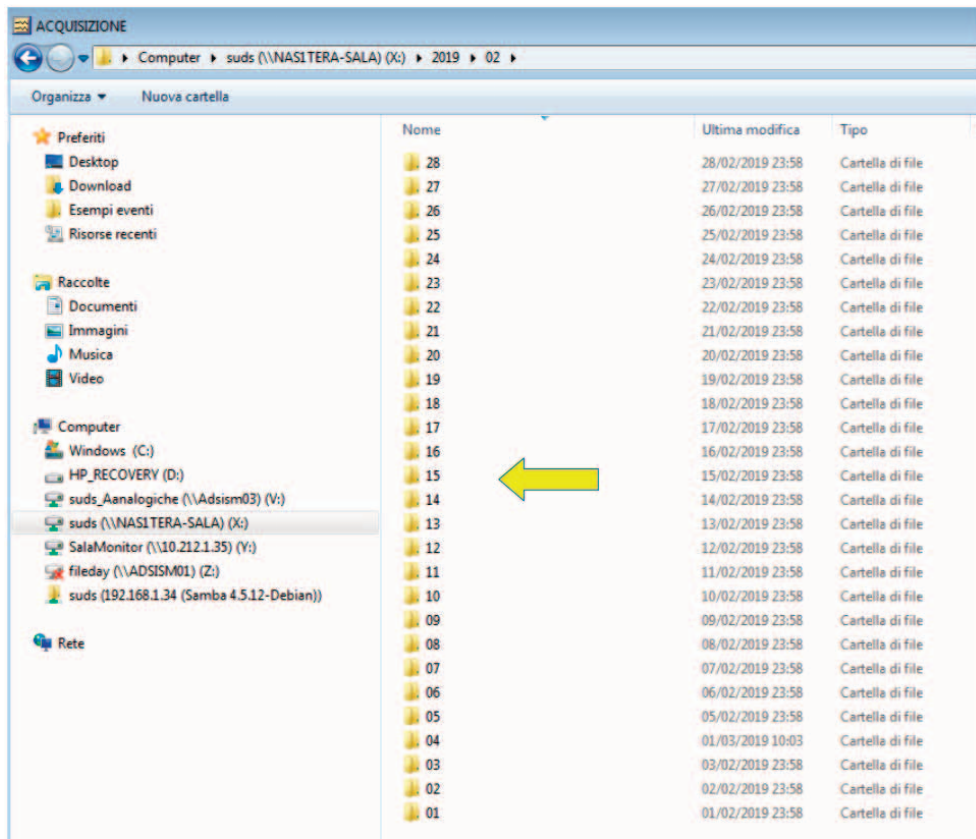 ACQUISIZIONE
Computer suds (\\NAS1TERA-SALA) (X:) 2019 02
Organizza Nuova cartella
Preferiti
Desktop
Download
Esempi eventi
Risorse recenti
Raccolte
Documenti
Immagini
Musica
Video
Computer
Windows (C:)
HP_RECOVERY (D:)
suds_Aanalogiche (\\Adsism03) (V:)
suds (\\NAS1TERA-SALA) (X:)
SalaMonitor (\\10.212.1.35) (Y:)
fileday (\\ADSISM01) (Z:)
suds (192.168.1.34 (Samba 4.5.12-Debian))
Rete
Nome Ultima modifica Tipo
28 28/02/2019 23:58 Cartella di file
27 27/02/2019 23:58 Cartella di file
26 26/02/2019 23:58 Cartella di file
25 25/02/2019 23:58 Cartella di file
24 24/02/2019 23:58 Cartella di file
23 23/02/2019 23:58 Cartella di file
22 22/02/2019 23:58 Cartella di file
21 21/02/2019 23:58 Cartella di file
20 20/02/2019 23:58 Cartella di file
19 19/02/2019 23:58 Cartella di file
18 18/02/2019 23:58 Cartella di file
17 17/02/2019 23:58 Cartella di file
16 16/02/2019 23:58 Cartella di file
15 15/02/2019 23:58 Cartella di file
14 14/02/2019 23:58 Cartella di file
13 13/02/2019 23:58 Cartella di file
12 12/02/2019 23:58 Cartella di file
11 11/02/2019 23:58 Cartella di file
10 10/02/2019 23:58 Cartella di file
09 09/02/2019 23:58 Cartella di file
08 08/02/2019 23:58 Cartella di file
07 07/02/2019 23:58 Cartella di file
06 06/02/2019 23:58 Cartella di file
05 05/02/2019 23:58 Cartella di file
04 01/03/2019 10:03 Cartella di file
03 03/02/2019 23:58 Cartella di file
02 02/02/2019 23:58 Cartella di file
01 01/02/2019 23:58 Cartella di file